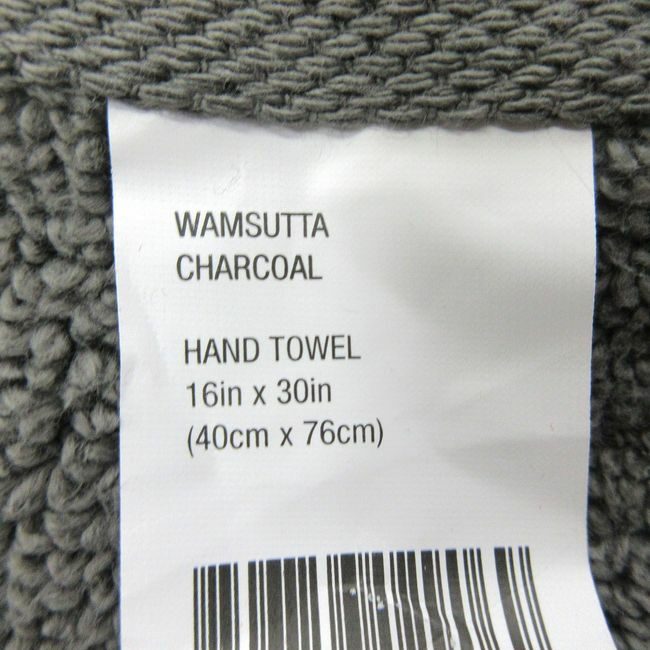 WAMSUTTA
CHARCOAL
HAND TOWEL
16in x 30in
(40cm x 76cm)